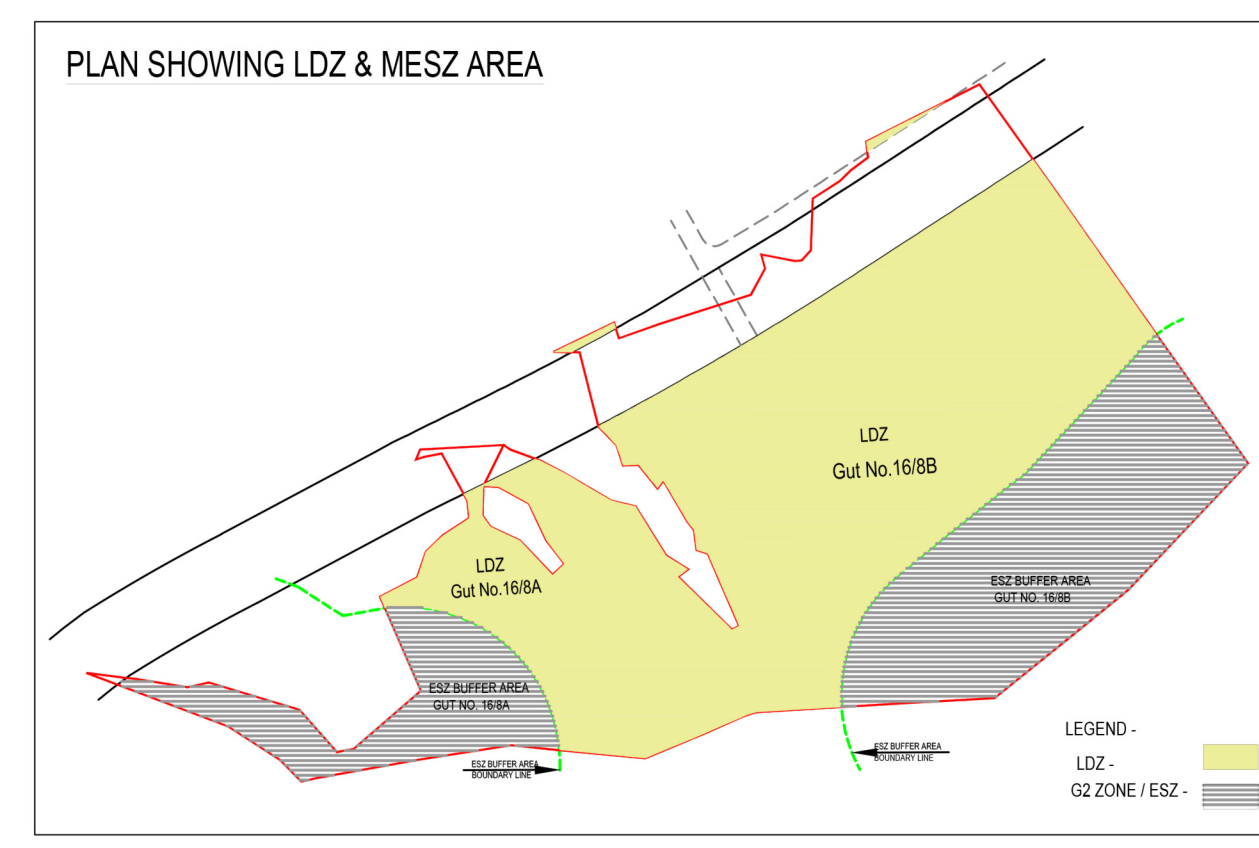 PLAN SHOWING LDZ & MESZ AREA
LDZ
Gut No.16/8B
LDZ
Gut No.16/8A
ESZ BUFFER AREA
GUT NO. 16/8B
ESZ BUFFER AREA
GUT NO. 16/8A
ESZ BUFFER AREA
BOUNDARY LINE
ESZ BUFFER AREA
BOUNDARY LINE
LEGEND -
LDZ -
G2 ZONE / ESZ -